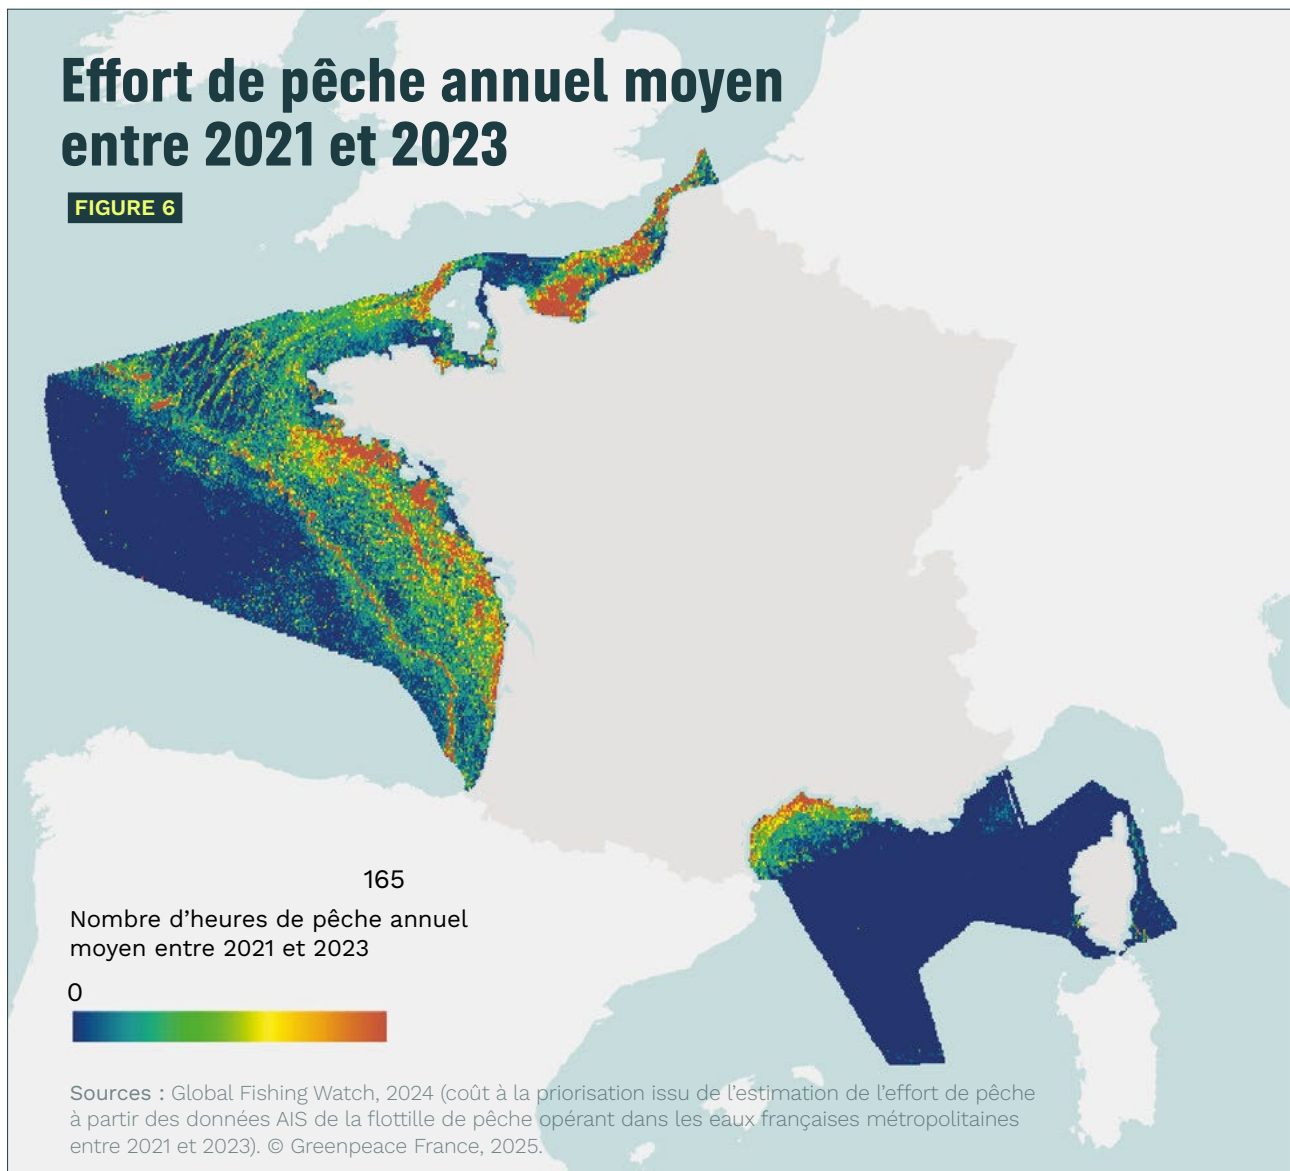 Effort de pêche annuel moyen
entre 2021 et 2023
FIGURE 6
165
Nombre d’heures de pêche annuel
moyen entre 2021 et 2023
0
Sources : Global Fishing Watch, 2024 (coût à la priorisation issu de l’estimation de l’effort de pêche
à partir des données AIS de la flottille de pêche opérant dans les eaux françaises métropolitaines
entre 2021 et 2023). © Greenpeace France, 2025.